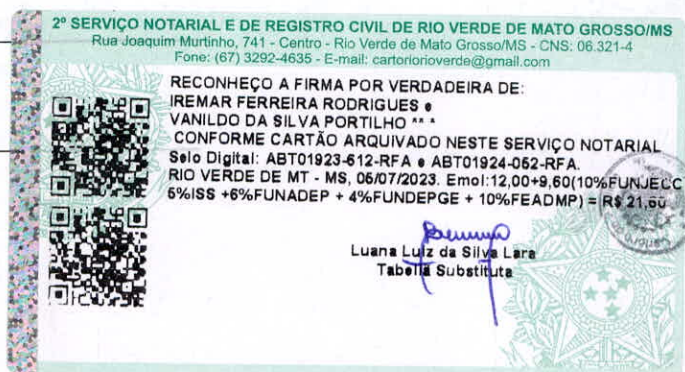 2º SERVIÇO NOTARIAL E DE REGISTRO CIVIL DE RIO VERDE DE MATO GROSSO/MS
Rua Joaquim Murtinho, 741 - Centro - Rio Verde de Mato Grosso/MS - CNS: 06.321-4
Fone: (67) 3292-4635 - E-mail: cartoriorioverde@gmail.com
RECONHEÇO A FIRMA POR VERDADEIRA DE:
IREMAR FERREIRA RODRIGUES e
VANILDO DA SILVA PORTILHO ** *
CONFORME CARTÃO ARQUIVADO NESTE SERVIÇO NOTARIAL
Selo Digital: ABT01923-612-RFA e ABT01924-052-RFA.
RIO VERDE DE MT - MS, 05/07/2023. Emol:12,00+9,60(10%FUNJECC
5%ISS +6%FUNADEP + 4%FUNDEPGE + 10%FEADMP) = R$ 21,60
Luana Luiz da Silva Lara
Tabeliã Substituta